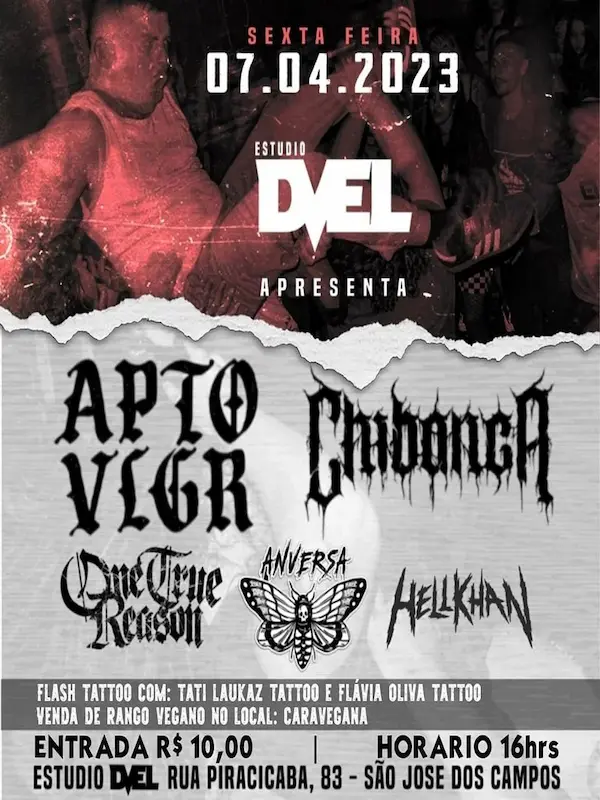 SEXTA FEIRA
07.04.2023
ESTUDIO
DVEL
APRESENTA
APTO
VLGR
Chibonca
One True
Reason
ANVERSA
HELLKHAN
FLASH TATTOO COM: TATI LAUKAZ TATTOO E FLÁVIA OLIVA TATTOO
VENDA DE RANGO VEGANO NO LOCAL: CARAVEGANA
ENTRADA R$ 10,00 | HORARIO 16hrs
ESTUDIO DVEL RUA PIRACICABA, 83 - SÃO JOSE DOS CAMPOS